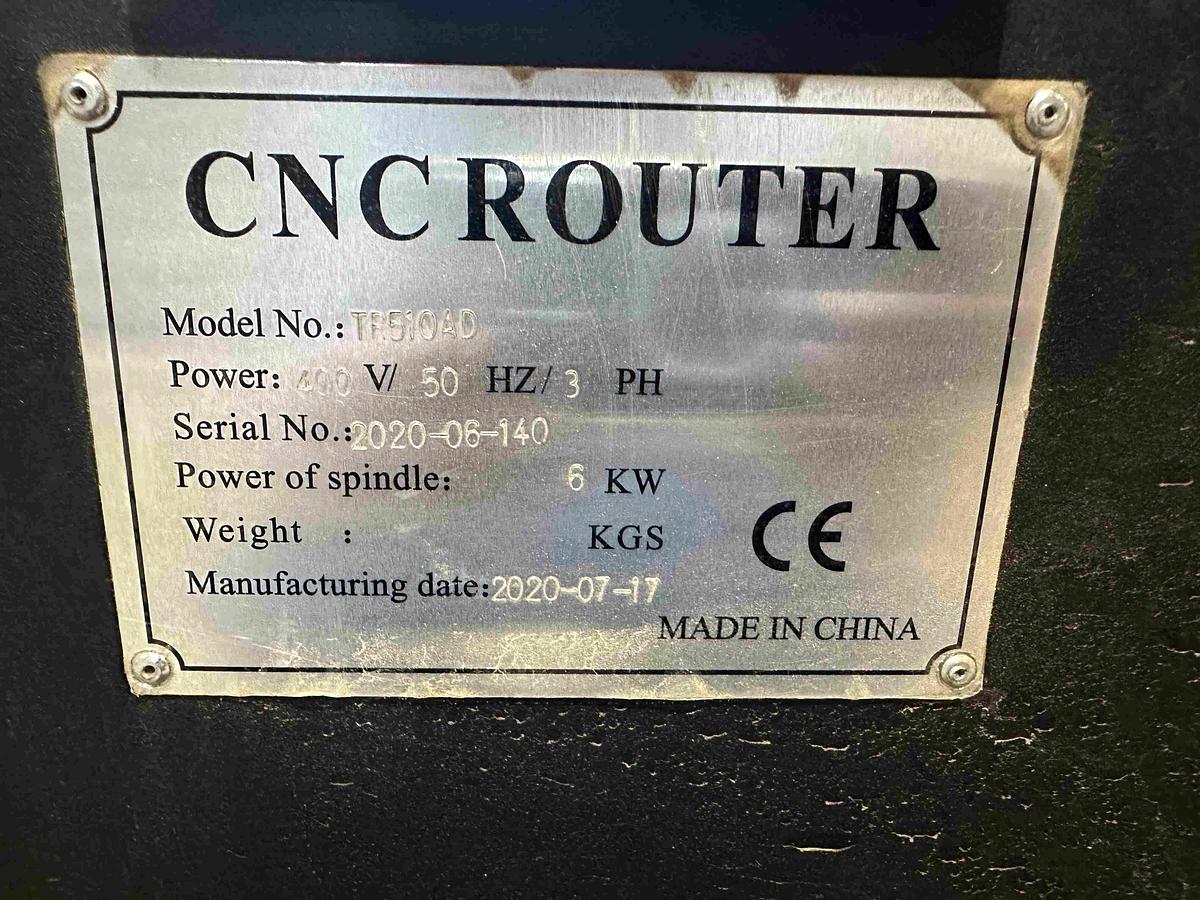 CNC ROUTER
Model No.: TR510AD
Power: 400 V/ 50 HZ/ 3 PH
Serial No.: 2020-06-140
Power of spindle: 6 KW
Weight : KGS
CE
Manufacturing date: 2020-07-17
MADE IN CHINA